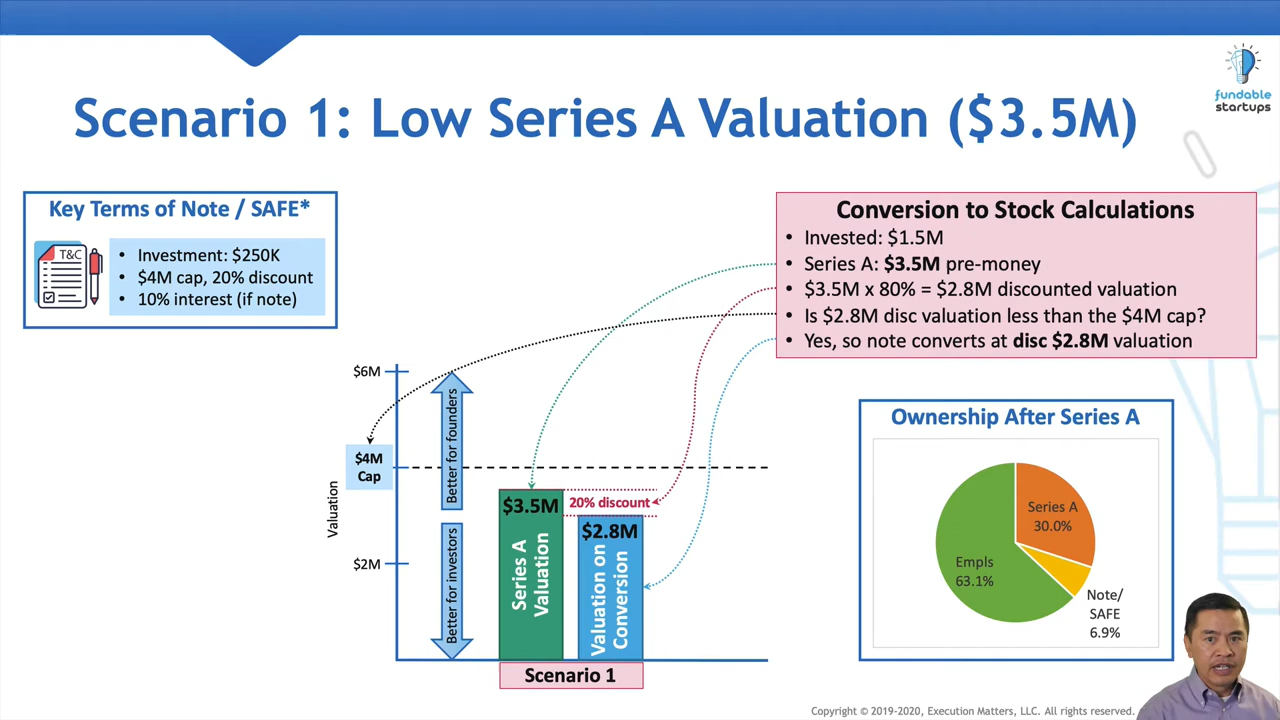 fundable
startups
Scenario 1: Low Series A Valuation ($3.5M)
Key Terms of Note / SAFE*
T&C
• Investment: $250K
• $4M cap, 20% discount
• 10% interest (if note)
Conversion to Stock Calculations
• Invested: $1.5M
• Series A: $3.5M pre-money
• $3.5M x 80% = $2.8M discounted valuation
• Is $2.8M disc valuation less than the $4M cap?
• Yes, so note converts at disc $2.8M valuation
$6M
$4M
Cap
$2M
Valuation
Better for founders
Better for investors
$3.5M
Series A
Valuation
20% discount
$2.8M
Valuation on
Conversion
Scenario 1
Ownership After Series A
Series A
30.0%
Empls
63.1%
Note/
SAFE
6.9%
Copyright © 2019-2020, Execution Matters, LLC. All rights reserved.